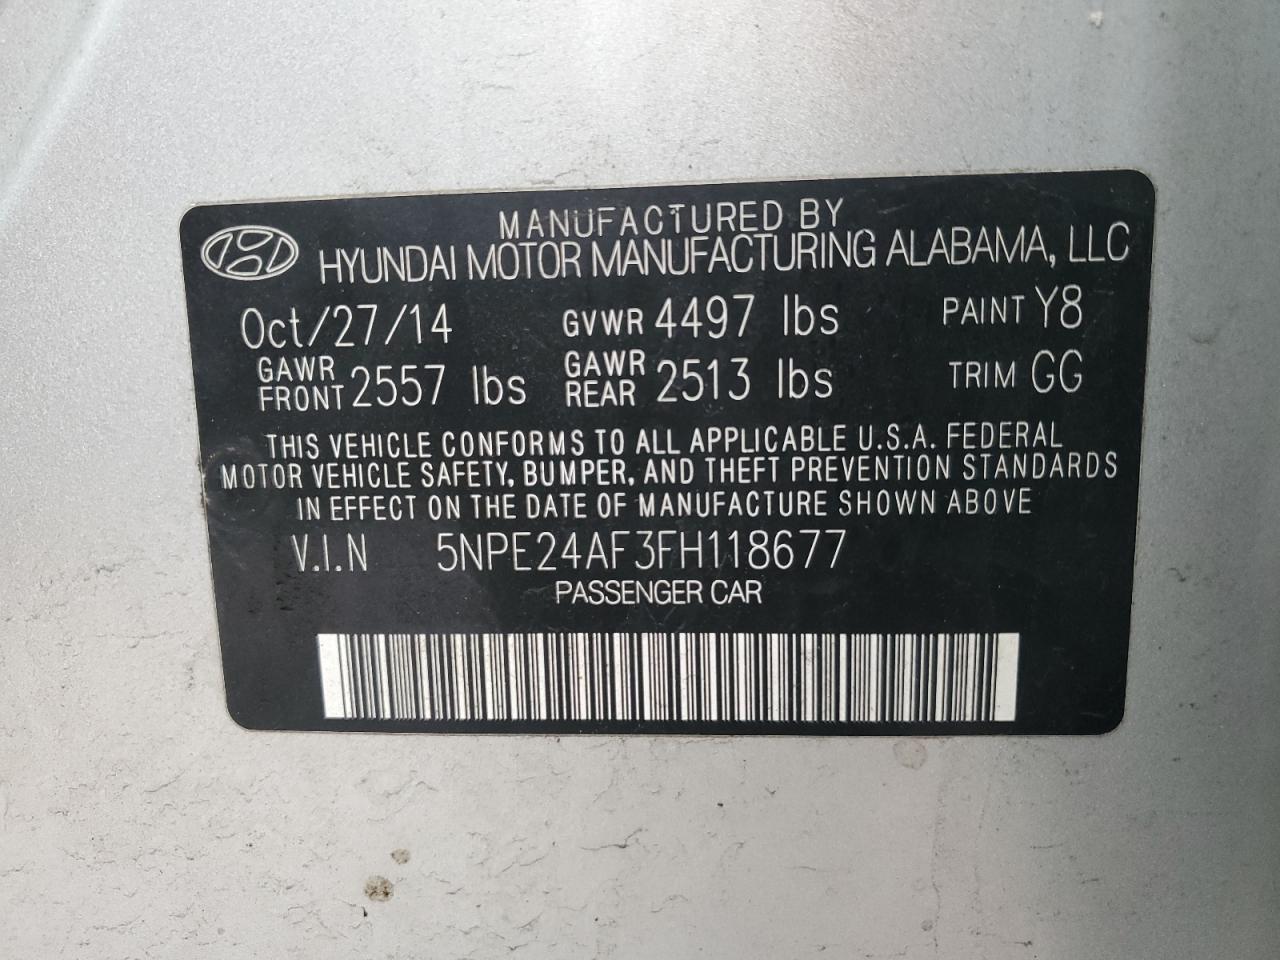 MANUFACTURED BY
HYUNDAI MOTOR MANUFACTURING ALABAMA, LLC
Oct/27/14 GVWR 4497 lbs PAINT Y8
GAWR FRONT 2557 lbs GAWR REAR 2513 lbs TRIM GG
THIS VEHICLE CONFORMS TO ALL APPLICABLE U.S.A. FEDERAL
MOTOR VEHICLE SAFETY, BUMPER, AND THEFT PREVENTION STANDARDS
IN EFFECT ON THE DATE OF MANUFACTURE SHOWN ABOVE
V.I.N 5NPE24AF3FH118677
PASSENGER CAR